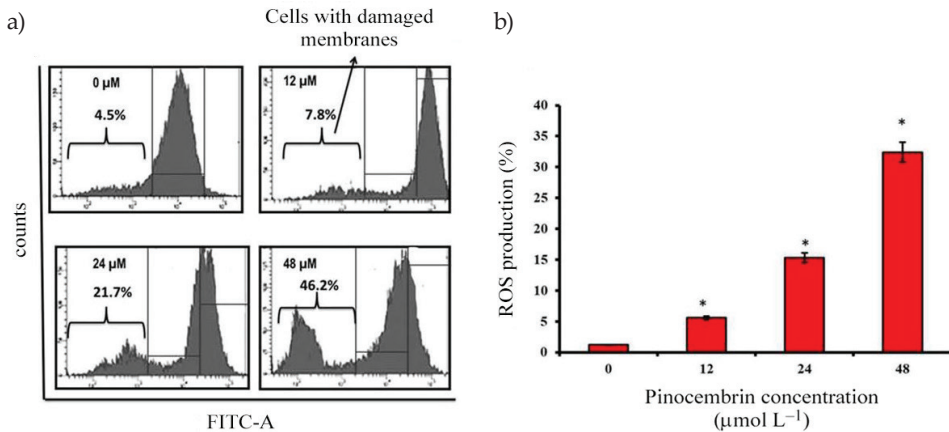 a)
Cells with damaged
membranes
0 µM
4.5%
12 µM
7.8%
24 µM
21.7%
48 µM
46.2%
counts
FITC-A
b)
ROS production (%)
40
35
30
25
20
15
10
5
0
*
*
*
0 12 24 48
Pinocembrin concentration
(µmol L⁻¹)